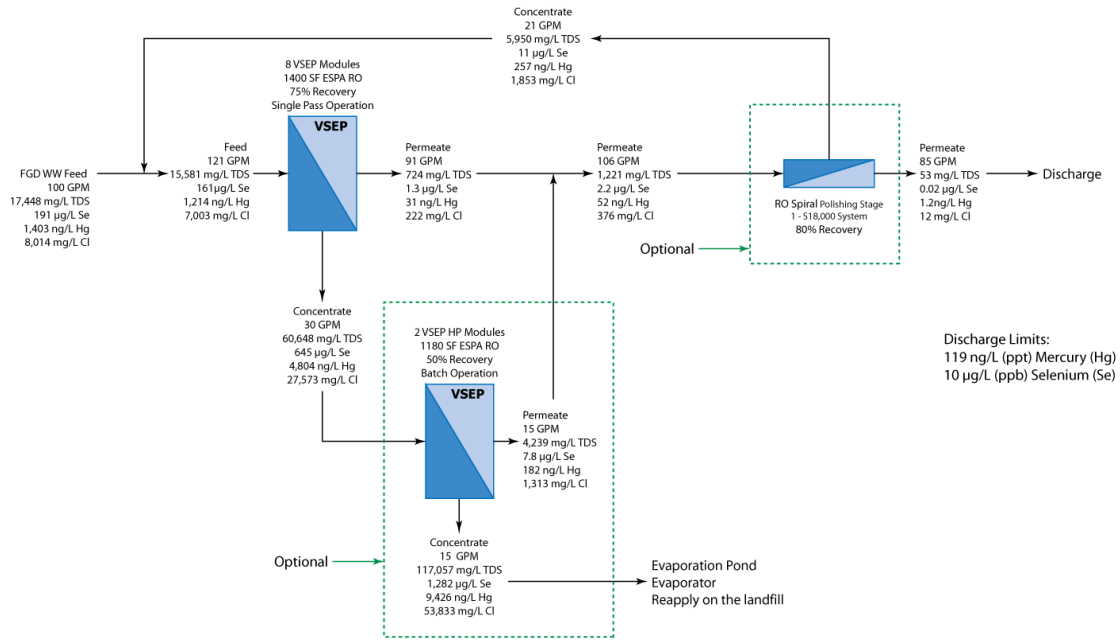 Concentrate
21 GPM
5,950 mg/L TDS
11 µg/L Se
257 ng/L Hg
1,853 mg/L Cl
8 VSEP Modules
1400 SF ESPA RO
75% Recovery
Single Pass Operation
VSEP
FGD WW Feed
100 GPM
17,448 mg/L TDS
191 µg/L Se
1,403 ng/L Hg
8,014 mg/L Cl
Feed
121 GPM
15,581 mg/L TDS
161µg/L Se
1,214 ng/L Hg
7,003 mg/L Cl
Permeate
91 GPM
724 mg/L TDS
1.3 µg/L Se
31 ng/L Hg
222 mg/L Cl
Permeate
106 GPM
1,221 mg/L TDS
2.2 µg/L Se
52 ng/L Hg
376 mg/L Cl
RO Spiral Polishing Stage
1 - S18,000 System
80% Recovery
Optional
Permeate
85 GPM
53 mg/L TDS
0.02 µg/L Se
1.2ng/L Hg
12 mg/L Cl
Discharge
Concentrate
30 GPM
60,648 mg/L TDS
645 µg/L Se
4,804 ng/L Hg
27,573 mg/L Cl
2 VSEP HP Modules
1180 SF ESPA RO
50% Recovery
Batch Operation
VSEP
Permeate
15 GPM
4,239 mg/L TDS
7.8 µg/L Se
182 ng/L Hg
1,313 mg/L Cl
Discharge Limits:
119 ng/L (ppt) Mercury (Hg)
10 µg/L (ppb) Selenium (Se)
Optional
Concentrate
15 GPM
117,057 mg/L TDS
1,282 µg/L Se
9,426 ng/L Hg
53,833 mg/L Cl
Evaporation Pond
Evaporator
Reapply on the landfill